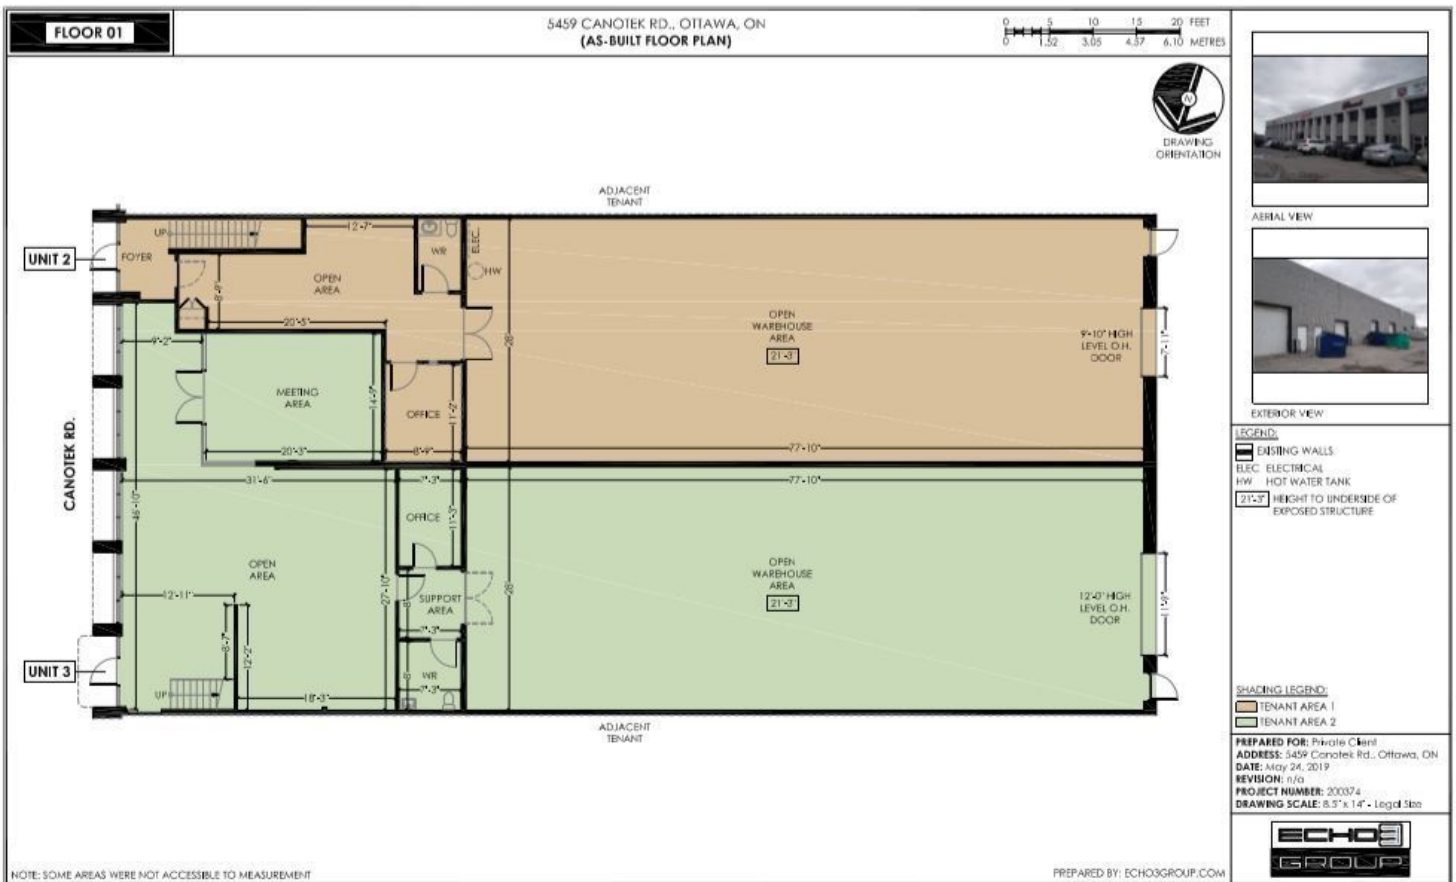 FLOOR 01
5459 CANOTEK RD., OTTAWA, ON
(AS-BUILT FLOOR PLAN)
0 5 10 15 20 FEET
0 1.52 3.05 4.57 6.10 METRES
N
DRAWING
ORIENTATION
AERIAL VIEW
EXTERIOR VIEW
ADJACENT
TENANT
UNIT 2
UP
FOYER
12'-7"
WR
ELEC.
HW
OPEN
AREA
8'-9"
20'-5"
28'
OPEN
WAREHOUSE
AREA
21'-3"
9'-10" HIGH
LEVEL O.H.
DOOR
7'-11"
9'-2"
MEETING
AREA
14'-9"
OFFICE
11'-2"
20'-3"
8'-9"
77'-10"
CANOTEK RD.
31'-6"
7'-3"
77'-10"
46'-10"
OFFICE
11'-3"
OPEN
AREA
27'-10"
12'-11"
8'
SUPPORT
AREA
7'-3"
28'
OPEN
WAREHOUSE
AREA
21'-3"
12'-0" HIGH
LEVEL O.H.
DOOR
11'-9"
8'-7"
12'-2"
UNIT 3
UP
18'-3"
8'
WR
7'-3"
ADJACENT
TENANT
LEGEND:
EXISTING WALLS
ELEC ELECTRICAL
HW HOT WATER TANK
21'-3" HEIGHT TO UNDERSIDE OF
EXPOSED STRUCTURE
SHADING LEGEND:
TENANT AREA 1
TENANT AREA 2
PREPARED FOR: Private Client
ADDRESS: 5459 Canotek Rd., Ottawa, ON
DATE: May 24, 2019
REVISION: n/a
PROJECT NUMBER: 200374
DRAWING SCALE: 8.5" x 14" - Legal Size
ECHO3
GROUP
NOTE: SOME AREAS WERE NOT ACCESSIBLE TO MEASUREMENT
PREPARED BY: ECHO3GROUP.COM